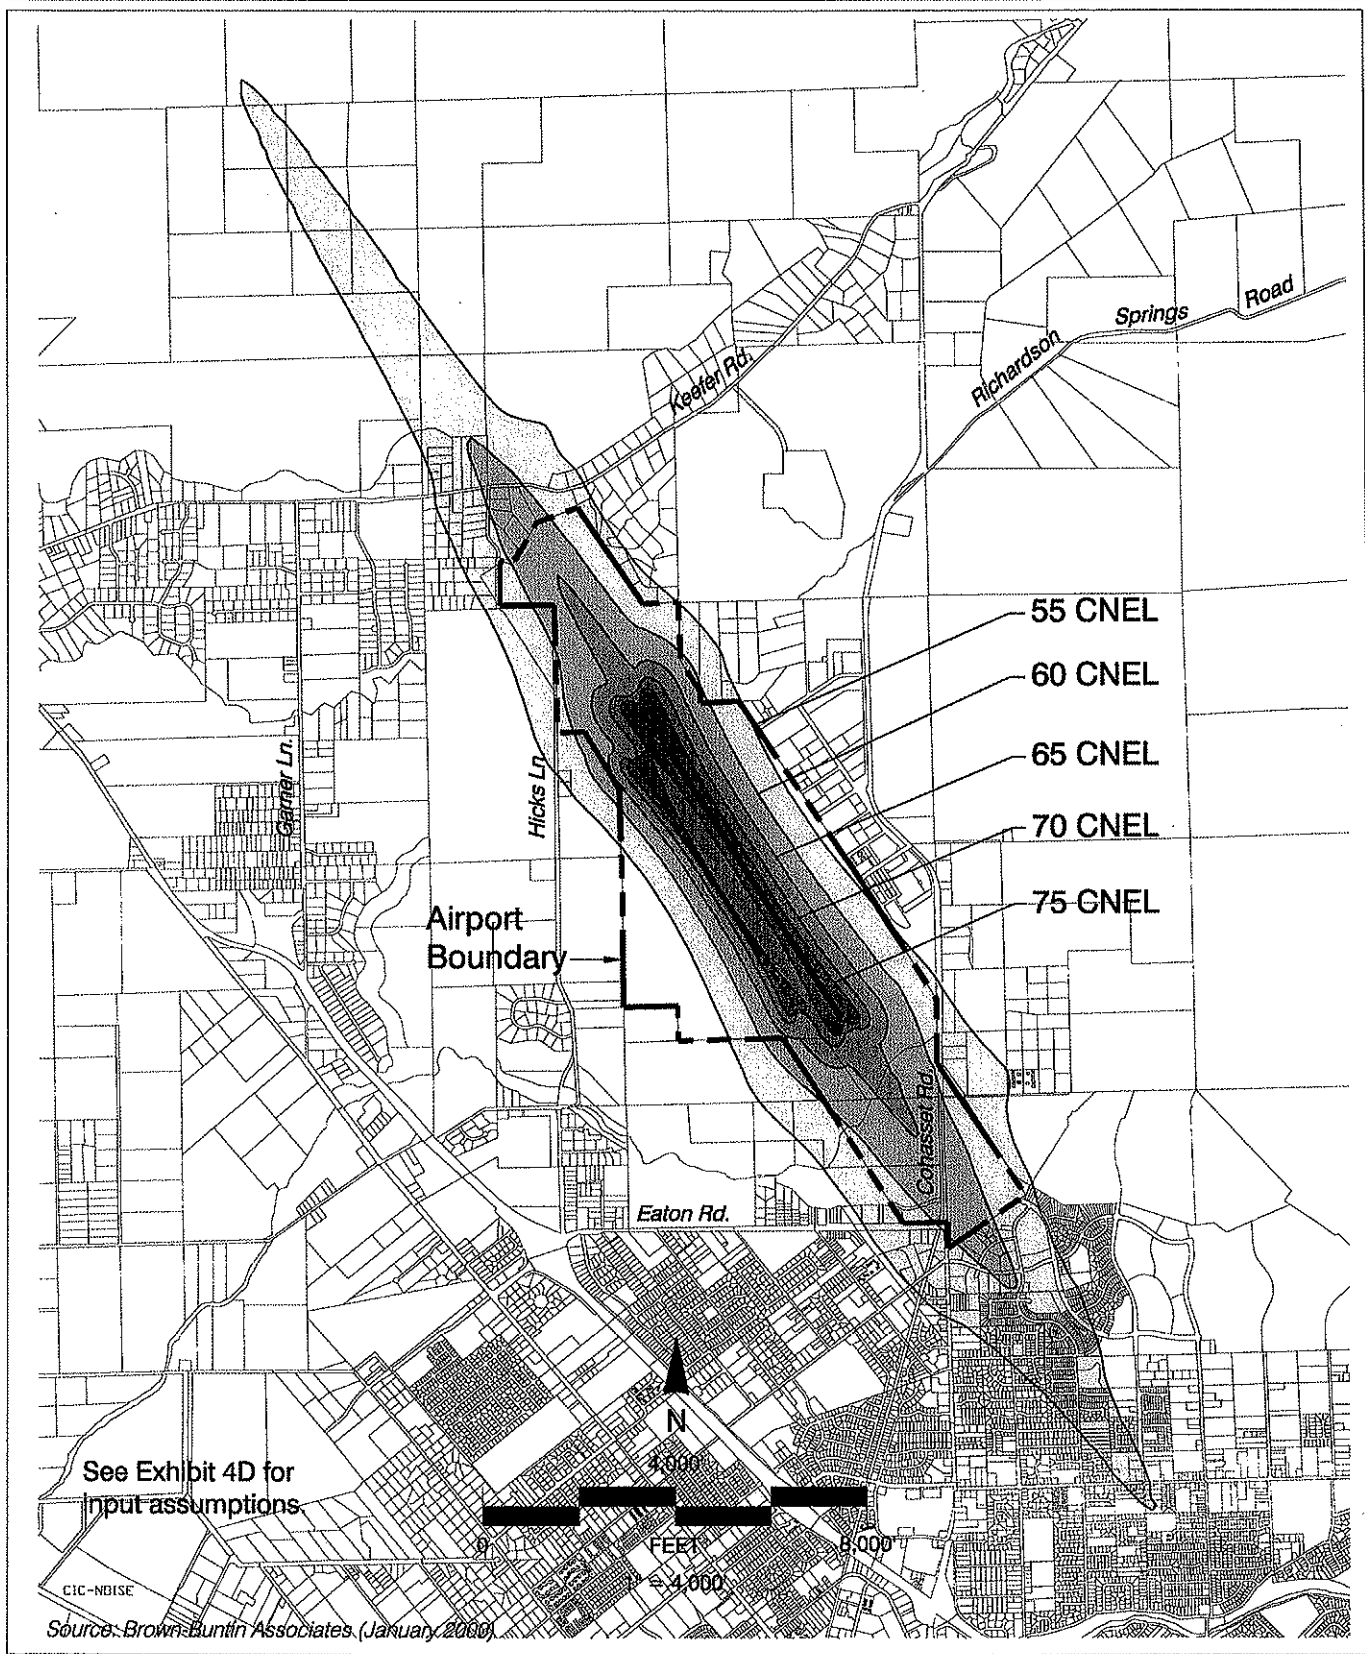 Springs
Road
Richardson
Keefer Rd.
55 CNEL
60 CNEL
65 CNEL
70 CNEL
75 CNEL
Garner Ln.
Hicks Ln.
Airport
Boundary
Cohasset Rd.
Eaton Rd.
N
4,000'
0
FEET
8,000'
1" = 4,000'
See Exhibit 4D for
input assumptions.
CIC-NOISE
Source: Brown-Buntin Associates (January 2000)